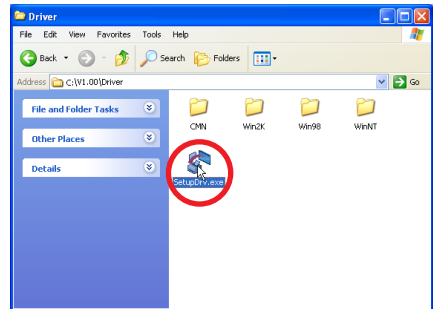 Driver
File Edit View Favorites Tools Help
Back Search Folders
Address C:\V1.00\Driver Go
File and Folder Tasks
Other Places
Details
CMN Win2K Win98 WinNT
SetupDrv.exe